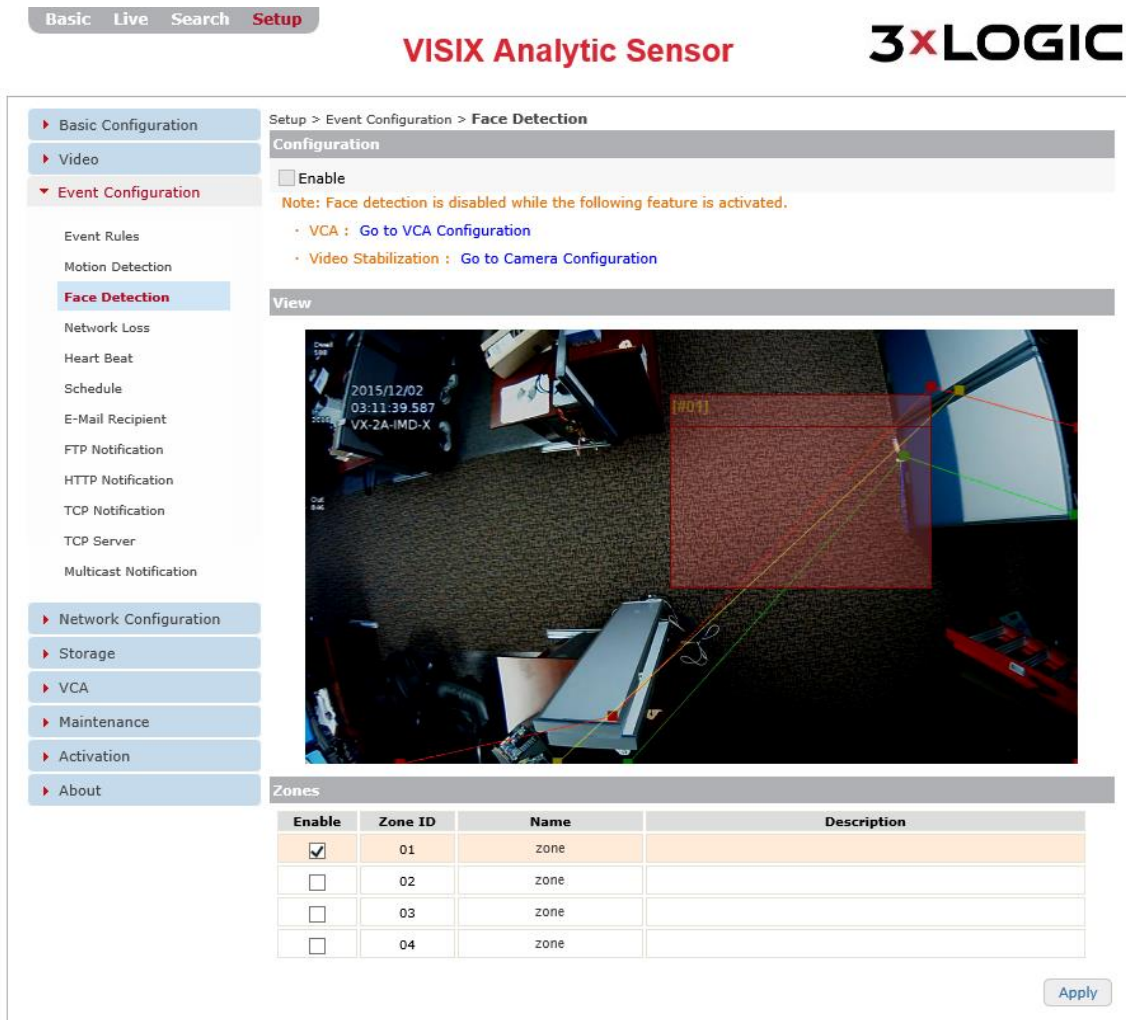 Basic Live Search Setup
VISIX Analytic Sensor
3xLOGIC
Basic Configuration
Video
Event Configuration
Event Rules
Motion Detection
Face Detection
Network Loss
Heart Beat
Schedule
E-Mail Recipient
FTP Notification
HTTP Notification
TCP Notification
TCP Server
Multicast Notification
Network Configuration
Storage
VCA
Maintenance
Activation
About
Setup > Event Configuration > Face Detection
Configuration
Enable
Note: Face detection is disabled while the following feature is activated.
· VCA : Go to VCA Configuration
· Video Stabilization : Go to Camera Configuration
View
2015/12/02
03:11:39.587
VX-2A-IMD-X
[#01]
Out
Zones
Enable Zone ID Name Description
01 zone
02 zone
03 zone
04 zone
Apply